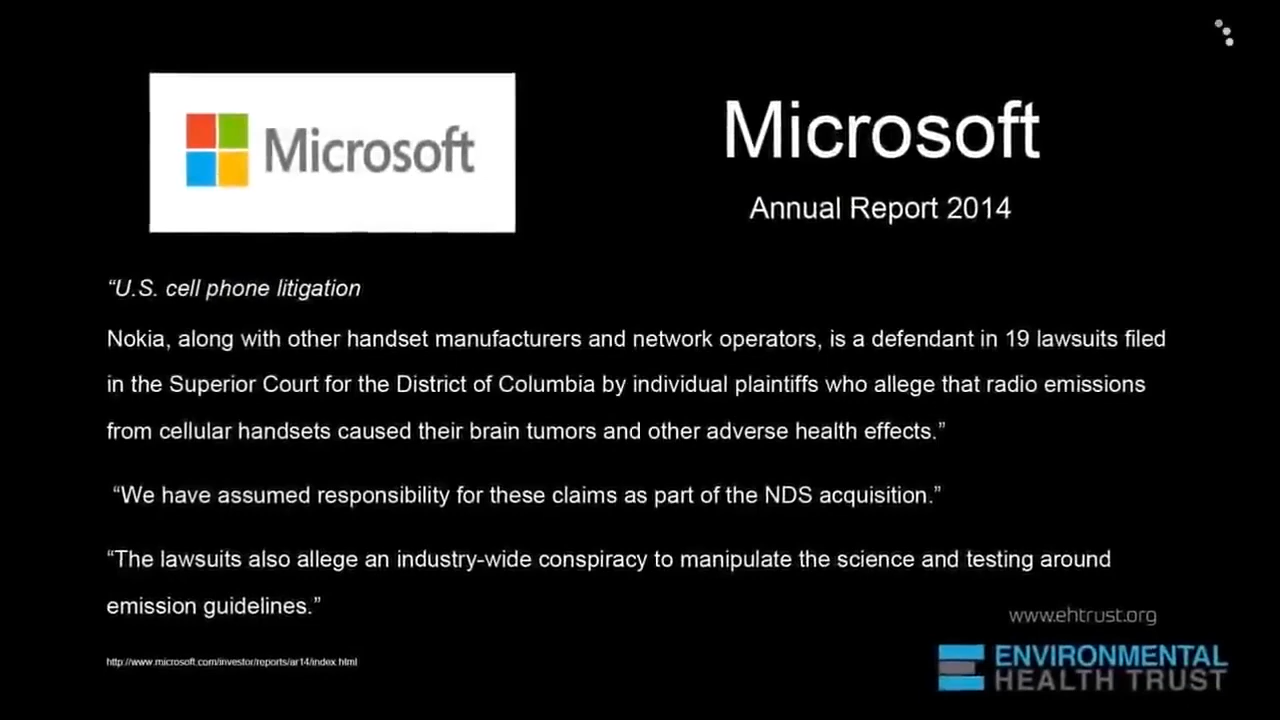 Microsoft
Microsoft
Annual Report 2014
“U.S. cell phone litigation
Nokia, along with other handset manufacturers and network operators, is a defendant in 19 lawsuits filed
in the Superior Court for the District of Columbia by individual plaintiffs who allege that radio emissions
from cellular handsets caused their brain tumors and other adverse health effects.”
“We have assumed responsibility for these claims as part of the NDS acquisition.”
“The lawsuits also allege an industry-wide conspiracy to manipulate the science and testing around
emission guidelines.”
www.ehtrust.org
http://www.microsoft.com/investor/reports/ar14/index.html
ENVIRONMENTAL
HEALTH TRUST